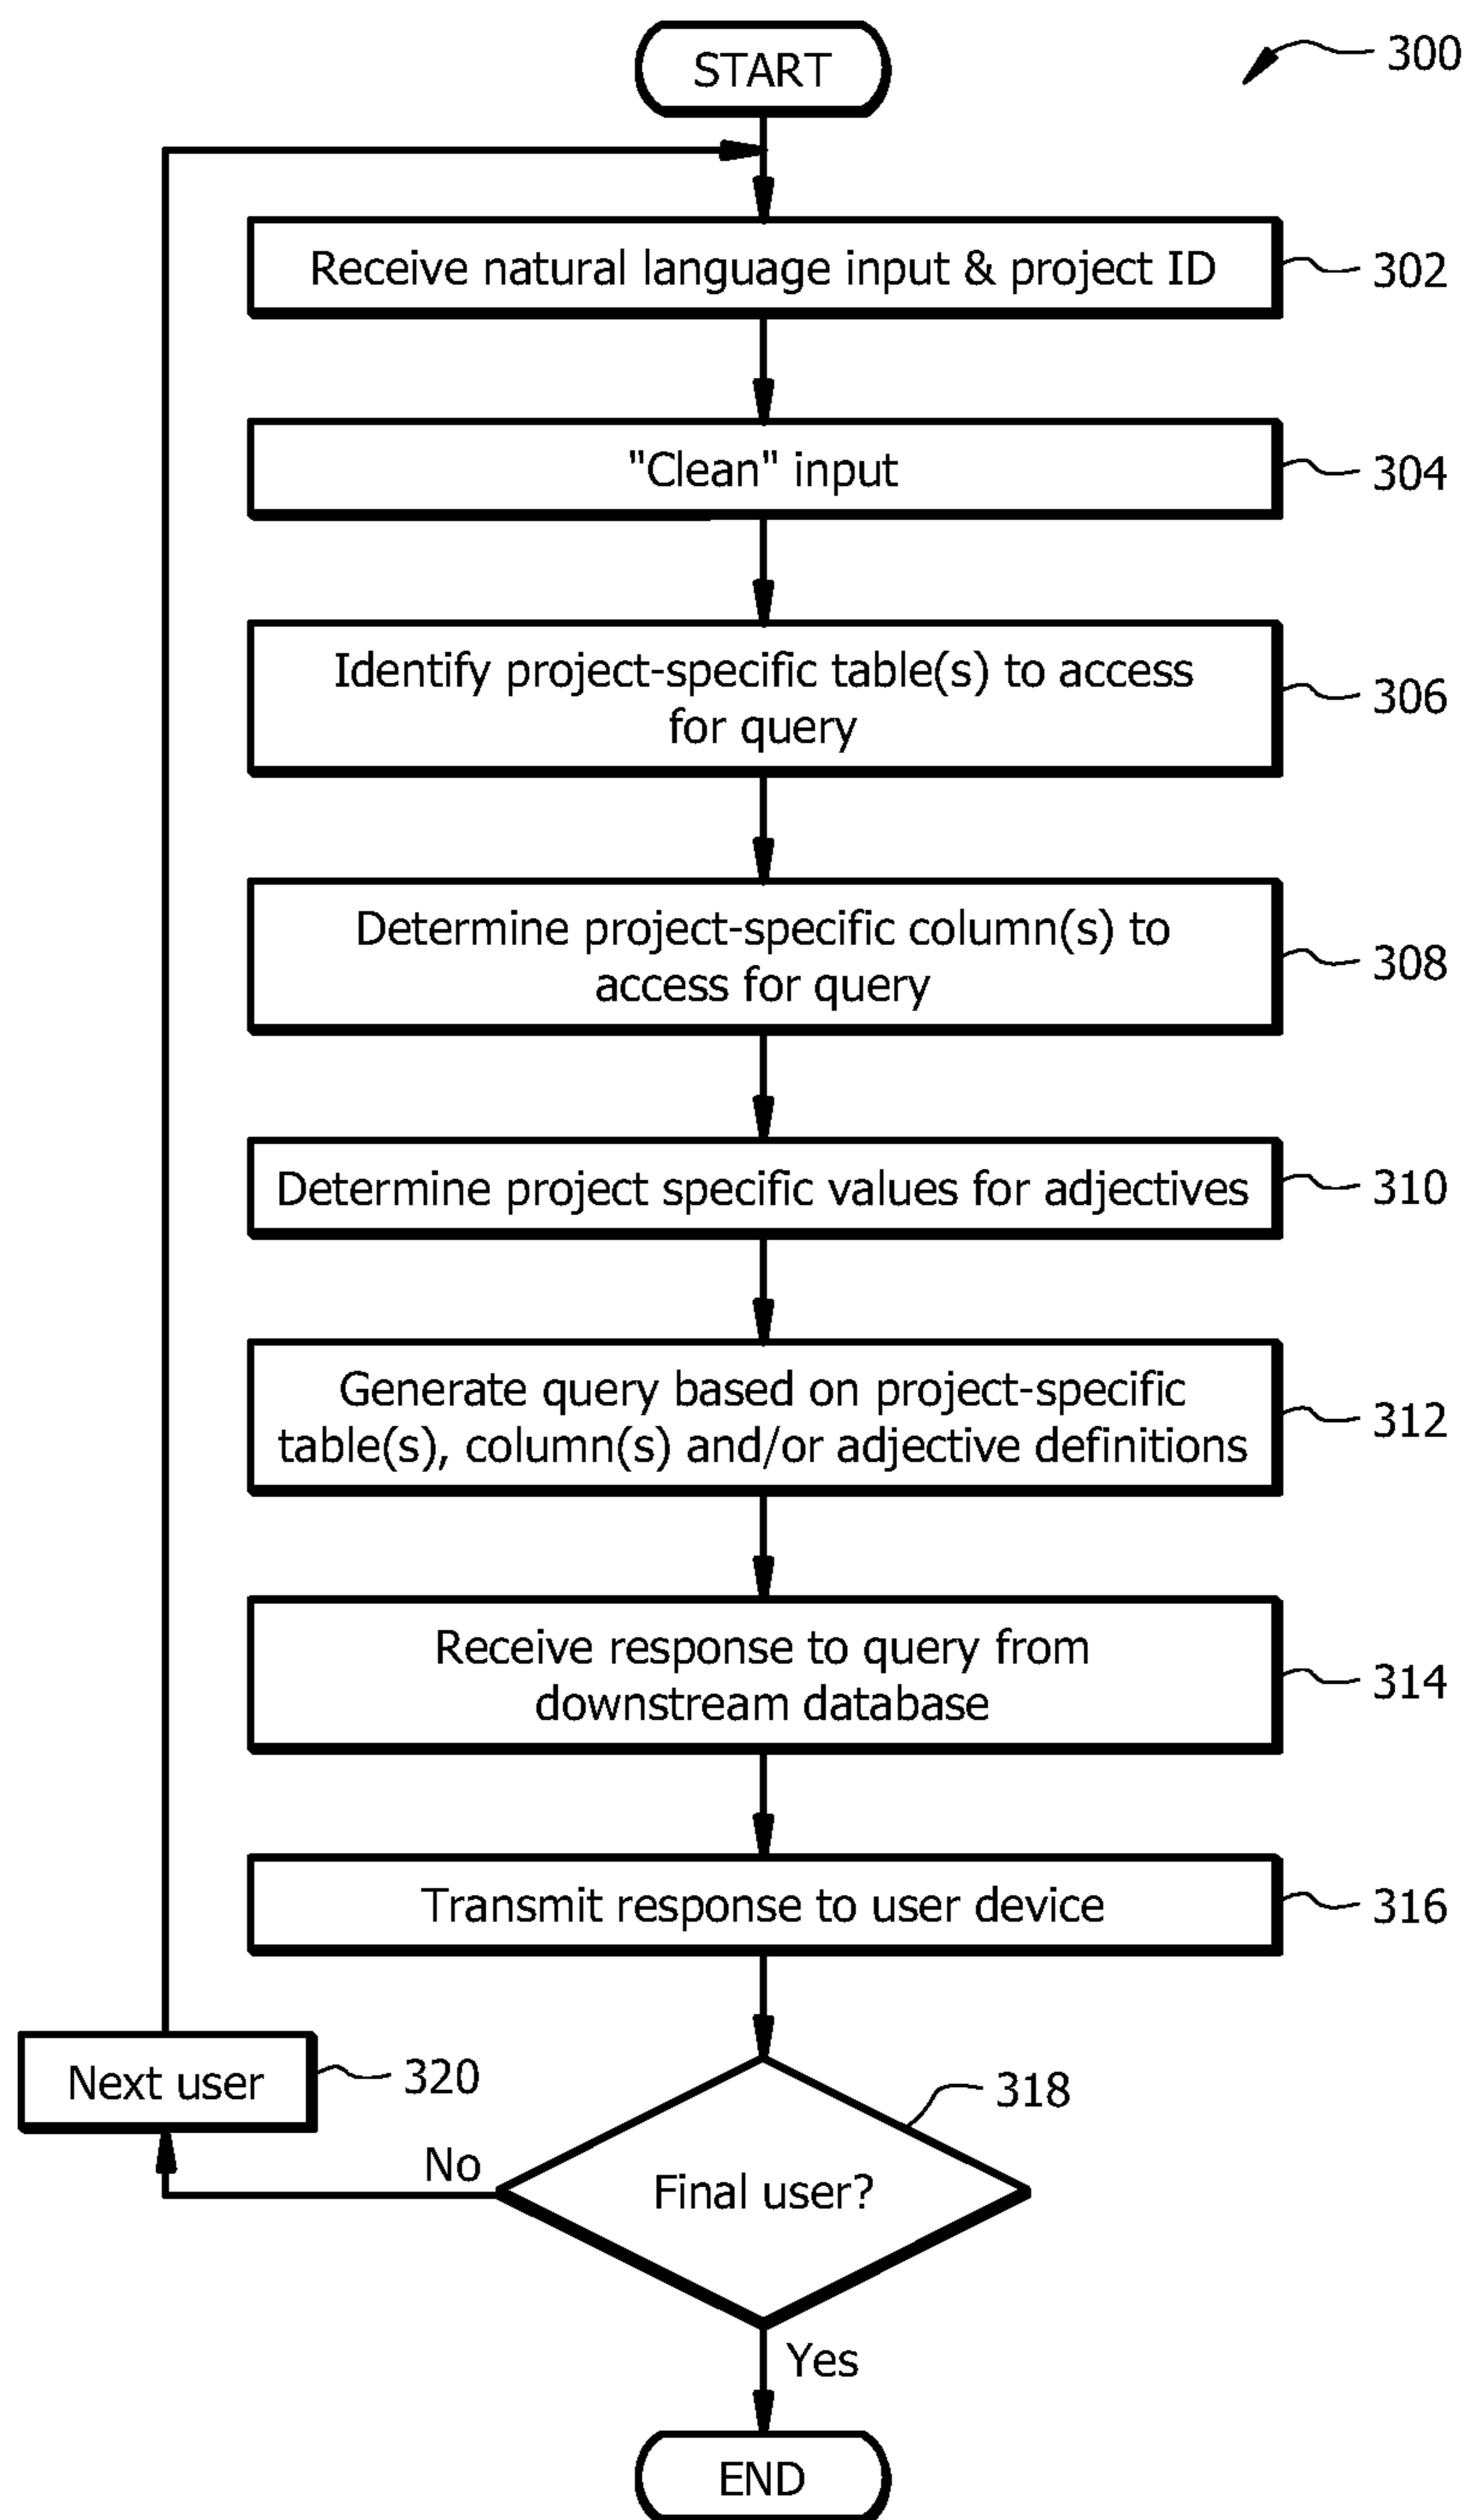 START
300
Receive natural language input & project ID
302
"Clean" input
304
Identify project-specific table(s) to access
for query
306
Determine project-specific column(s) to
access for query
308
Determine project specific values for adjectives
310
Generate query based on project-specific
table(s), column(s) and/or adjective definitions
312
Receive response to query from
downstream database
314
Transmit response to user device
316
Next user
320
318
No
Final user?
Yes
END